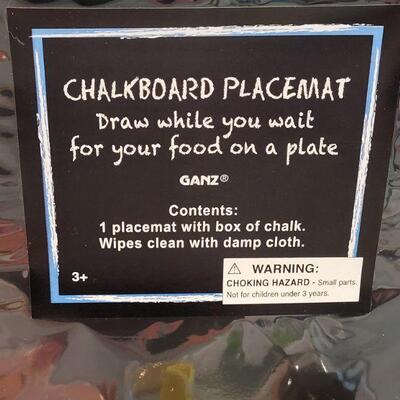 CHALKBOARD PLACEMAT
Draw while you wait
for your food on a plate
GANZ®
Contents:
1 placemat with box of chalk.
Wipes clean with damp cloth.
3+
⚠ WARNING:
CHOKING HAZARD - Small parts.
Not for children under 3 years.